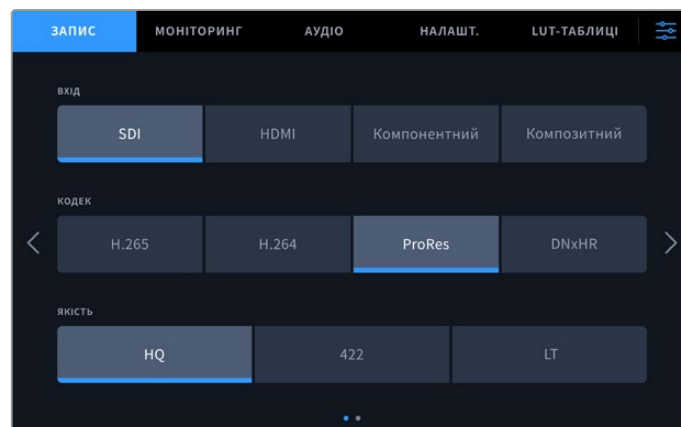 ЗАПИС МОНІТОРИНГ АУДІО НАЛАШТ. LUT-ТАБЛИЦІ
ВХІД
SDI HDMI Компонентний Композитний
КОДЕК
H.265 H.264 ProRes DNxHR
ЯКІСТЬ
HQ 422 LT